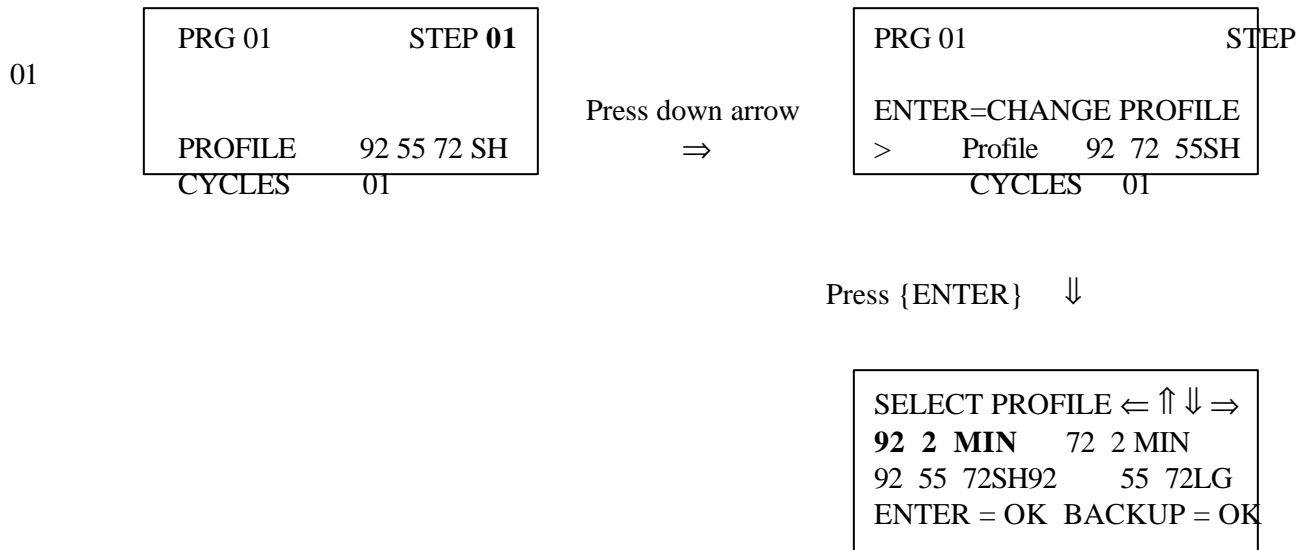 PRG 01 STEP 01
01
PROFILE 92 55 72 SH
CYCLES 01
Press down arrow
⇒
PRG 01 STEP
ENTER=CHANGE PROFILE
> Profile 92 72 55SH
CYCLES 01
Press {ENTER} ⇓
SELECT PROFILE ⇐ ⇑ ⇓ ⇒
92 2 MIN 72 2 MIN
92 55 72SH92 55 72LG
ENTER = OK BACKUP = OK